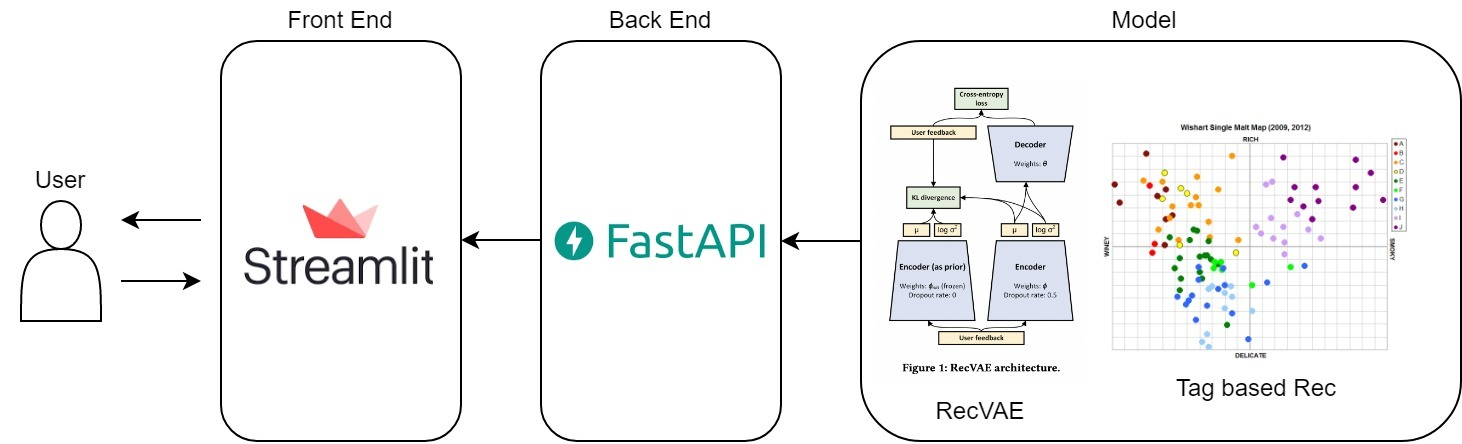 Front End
Back End
Model
User
Streamlit
FastAPI
Cross-entropy
loss
User feedback
Decoder
Weights: θ
KL divergence
μ
log σ²
μ
log σ²
Encoder (as prior)
Weights: (frozen)
Dropout rate: 0
Encoder
Weights: ϕ
Dropout rate: 0.5
User feedback
Figure 1: RecVAE architecture.
RecVAE
Wishart Single Malt Map (2009, 2012)
RICH
WINEY
SMOKY
DELICATE
A
B
C
D
E
F
G
H
I
J
Tag based Rec